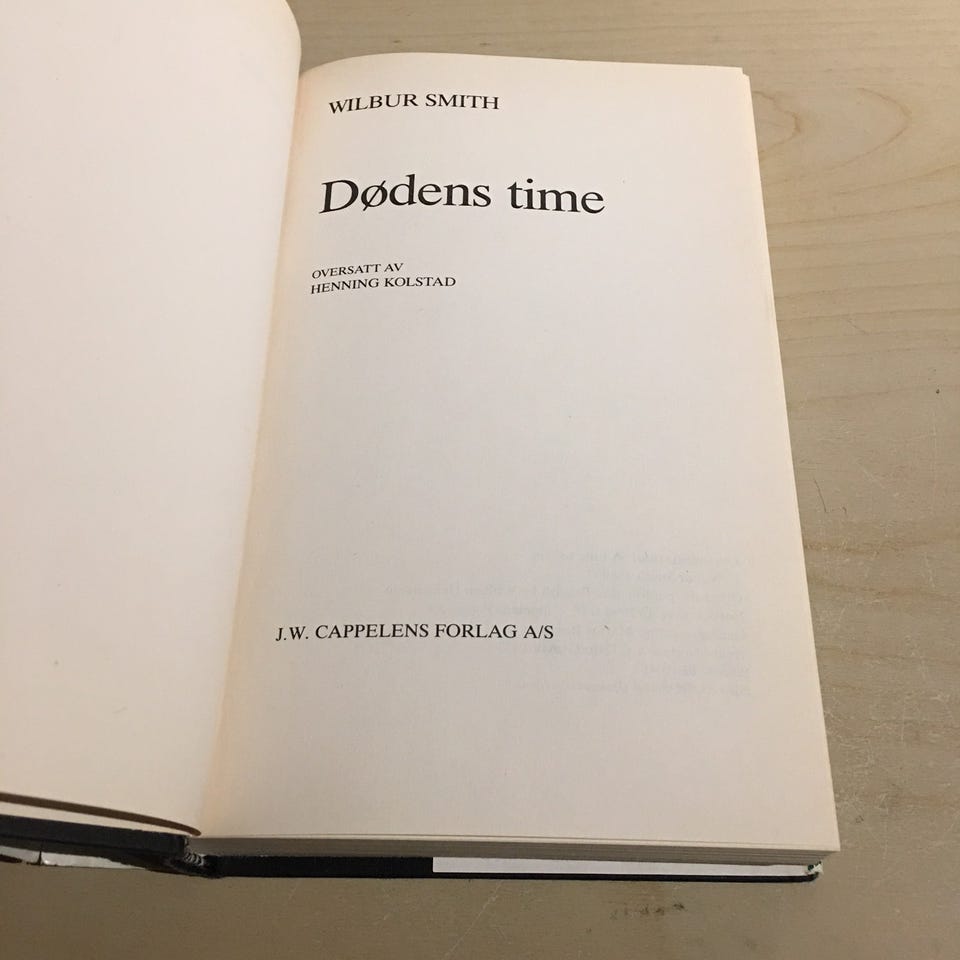 WILBUR SMITH
Dødens time
OVERSATT AV
HENNING KOLSTAD
J.W. CAPPELENS FORLAG A/S